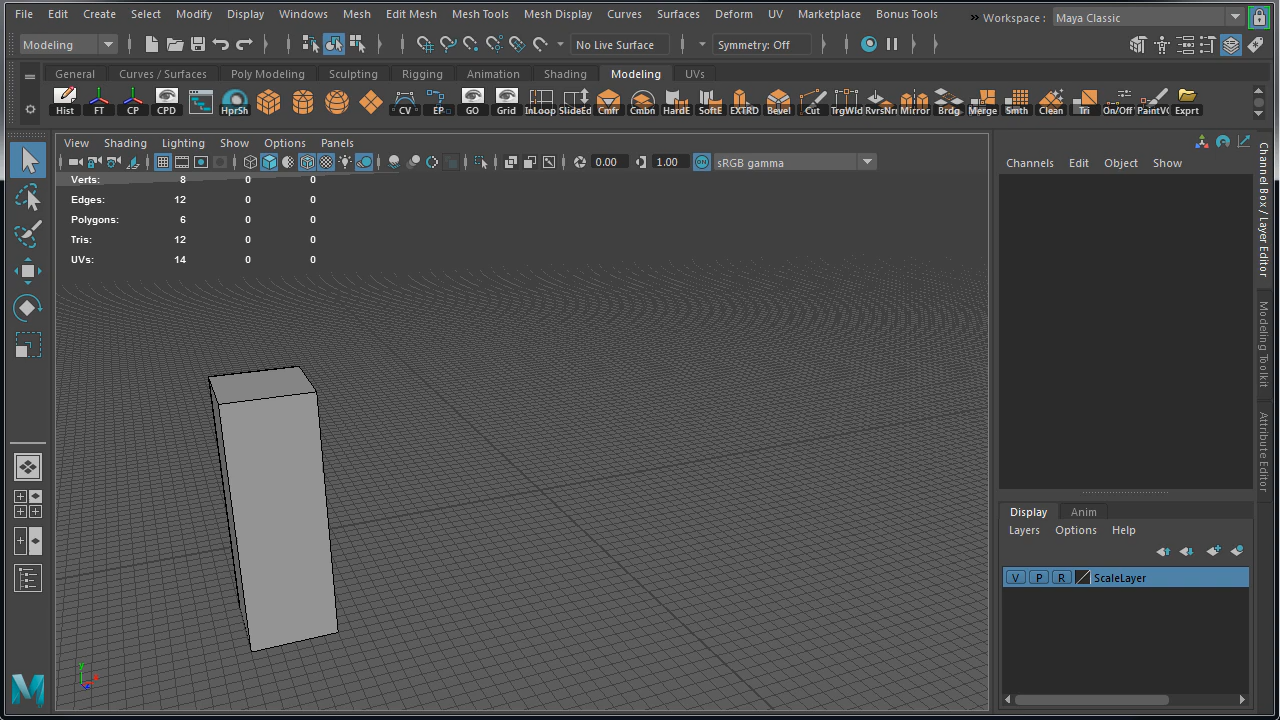 File Edit Create Select Modify Display Windows Mesh Edit Mesh Mesh Tools Mesh Display Curves Surfaces Deform UV Marketplace Bonus Tools » Workspace : Maya Classic
Modeling No Live Surface Symmetry: Off
General Curves / Surfaces Poly Modeling Sculpting Rigging Animation Shading Modeling UVs
Hist FT CP CPD HprSh CV EP GO Grid InLoop SlideEd Cmfr Cmbn HardE SoftE EXTRD Bevel Cut TrgWld RvrsNr Mirror Brdg Merge Smth Clean Tri On/Off PaintVC Exprt
View Shading Lighting Show Options Panels
0.00 1.00 ON sRGB gamma
Verts: 8 0 0
Edges: 12 0 0
Polygons: 6 0 0
Tris: 12 0 0
UVs: 14 0 0
y
Channels Edit Object Show
Channel Box / Layer Editor
Modeling Toolkit
Attribute Editor
Display Anim
Layers Options Help
V P R ScaleLayer
M